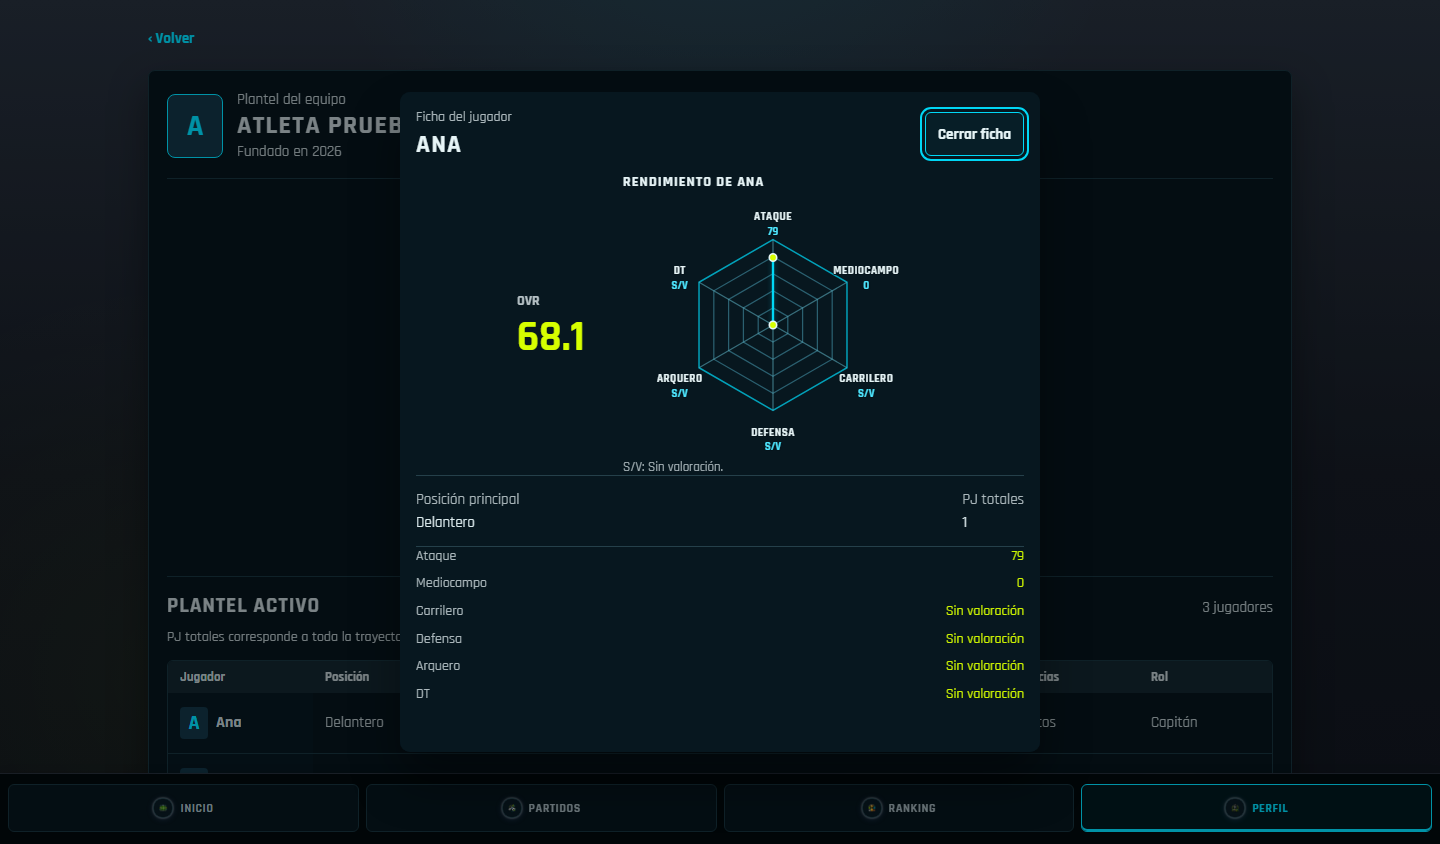 ‹ Volver
A
Plantel del equipo
ATLETA PRUEB
Fundado en 2026
Ficha del jugador
ANA
Cerrar ficha
RENDIMIENTO DE ANA
ATAQUE
79
DT
S/V
MEDIOCAMPO
0
OVR
68.1
ARQUERO
S/V
CARRILERO
S/V
DEFENSA
S/V
S/V: Sin valoración.
Posición principal
PJ totales
Delantero
1
Ataque 79
Mediocampo 0
Carrilero Sin valoración
Defensa Sin valoración
Arquero Sin valoración
DT Sin valoración
PLANTEL ACTIVO
3 jugadores
PJ totales corresponde a toda la trayecto
Jugador Posición cias Rol
A Ana Delantero tos Capitán
INICIO PARTIDOS RANKING PERFIL